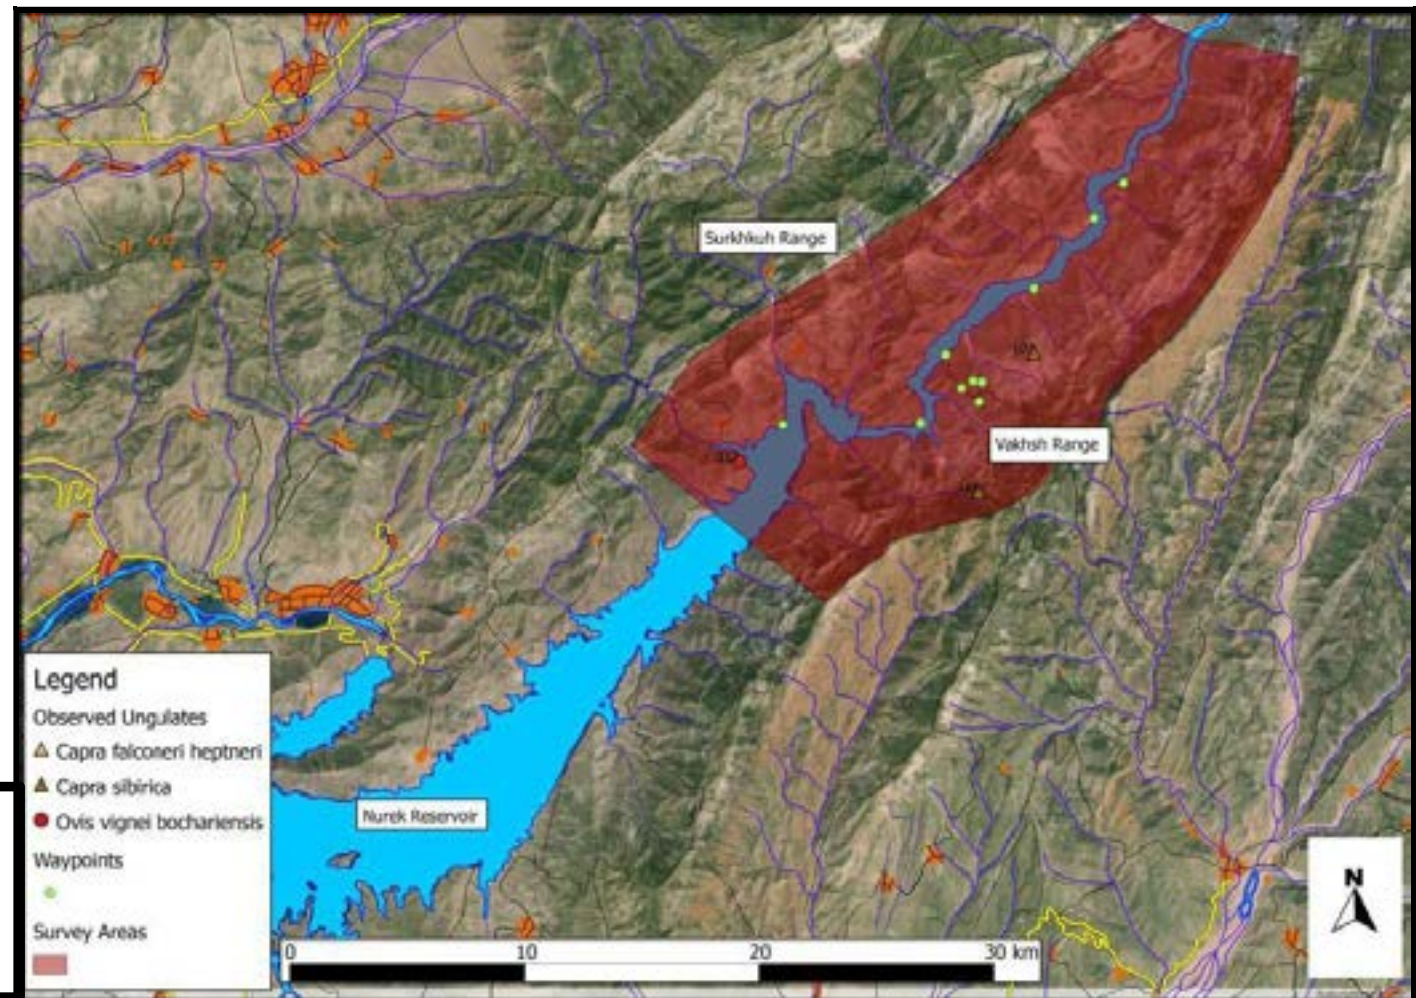 Surkhkuh Range
Vakhsh Range
Legend
Observed Ungulates
Capra falconeri heptneri
Capra sibirica
Ovis vignei bochariensis
Waypoints
Survey Areas
Nurek Reservoir
N
0 10 20 30 km